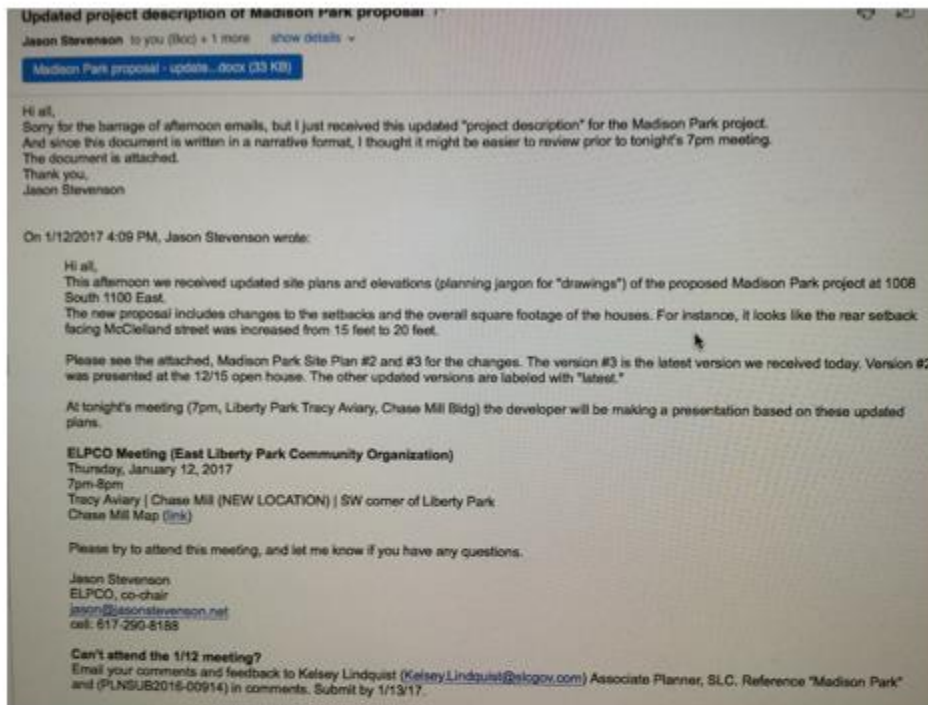 Updated project description of Madison Park proposal
Jason Stevenson to you (Bcc) + 1 more show details
Madison Park proposal - update...docx (33 KB)
Hi all,
Sorry for the barrage of afternoon emails, but I just received this updated "project description" for the Madison Park project.
And since this document is written in a narrative format, I thought it might be easier to review prior to tonight's 7pm meeting.
The document is attached.
Thank you,
Jason Stevenson
On 1/12/2017 4:09 PM, Jason Stevenson wrote:
Hi all,
This afternoon we received updated site plans and elevations (planning jargon for "drawings") of the proposed Madison Park project at 1008
South 1100 East.
The new proposal includes changes to the setbacks and the overall square footage of the houses. For instance, it looks like the rear setback
facing McClelland street was increased from 15 feet to 20 feet.
Please see the attached, Madison Park Site Plan #2 and #3 for the changes. The version #3 is the latest version we received today. Version #2
was presented at the 12/15 open house. The other updated versions are labeled with "latest."
At tonight's meeting (7pm, Liberty Park Tracy Aviary, Chase Mill Bldg) the developer will be making a presentation based on these updated
plans.
ELPCO Meeting (East Liberty Park Community Organization)
Thursday, January 12, 2017
7pm-8pm
Tracy Aviary | Chase Mill (NEW LOCATION) | SW corner of Liberty Park
Chase Mill Map (link)
Please try to attend this meeting, and let me know if you have any questions.
Jason Stevenson
ELPCO, co-chair
jason@jasonstevenson.net
cell: 617-290-8188
Can't attend the 1/12 meeting?
Email your comments and feedback to Kelsey Lindquist (Kelsey.Lindquist@slcgov.com) Associate Planner, SLC. Reference "Madison Park"
and (PLNSUB2016-00914) in comments. Submit by 1/13/17.